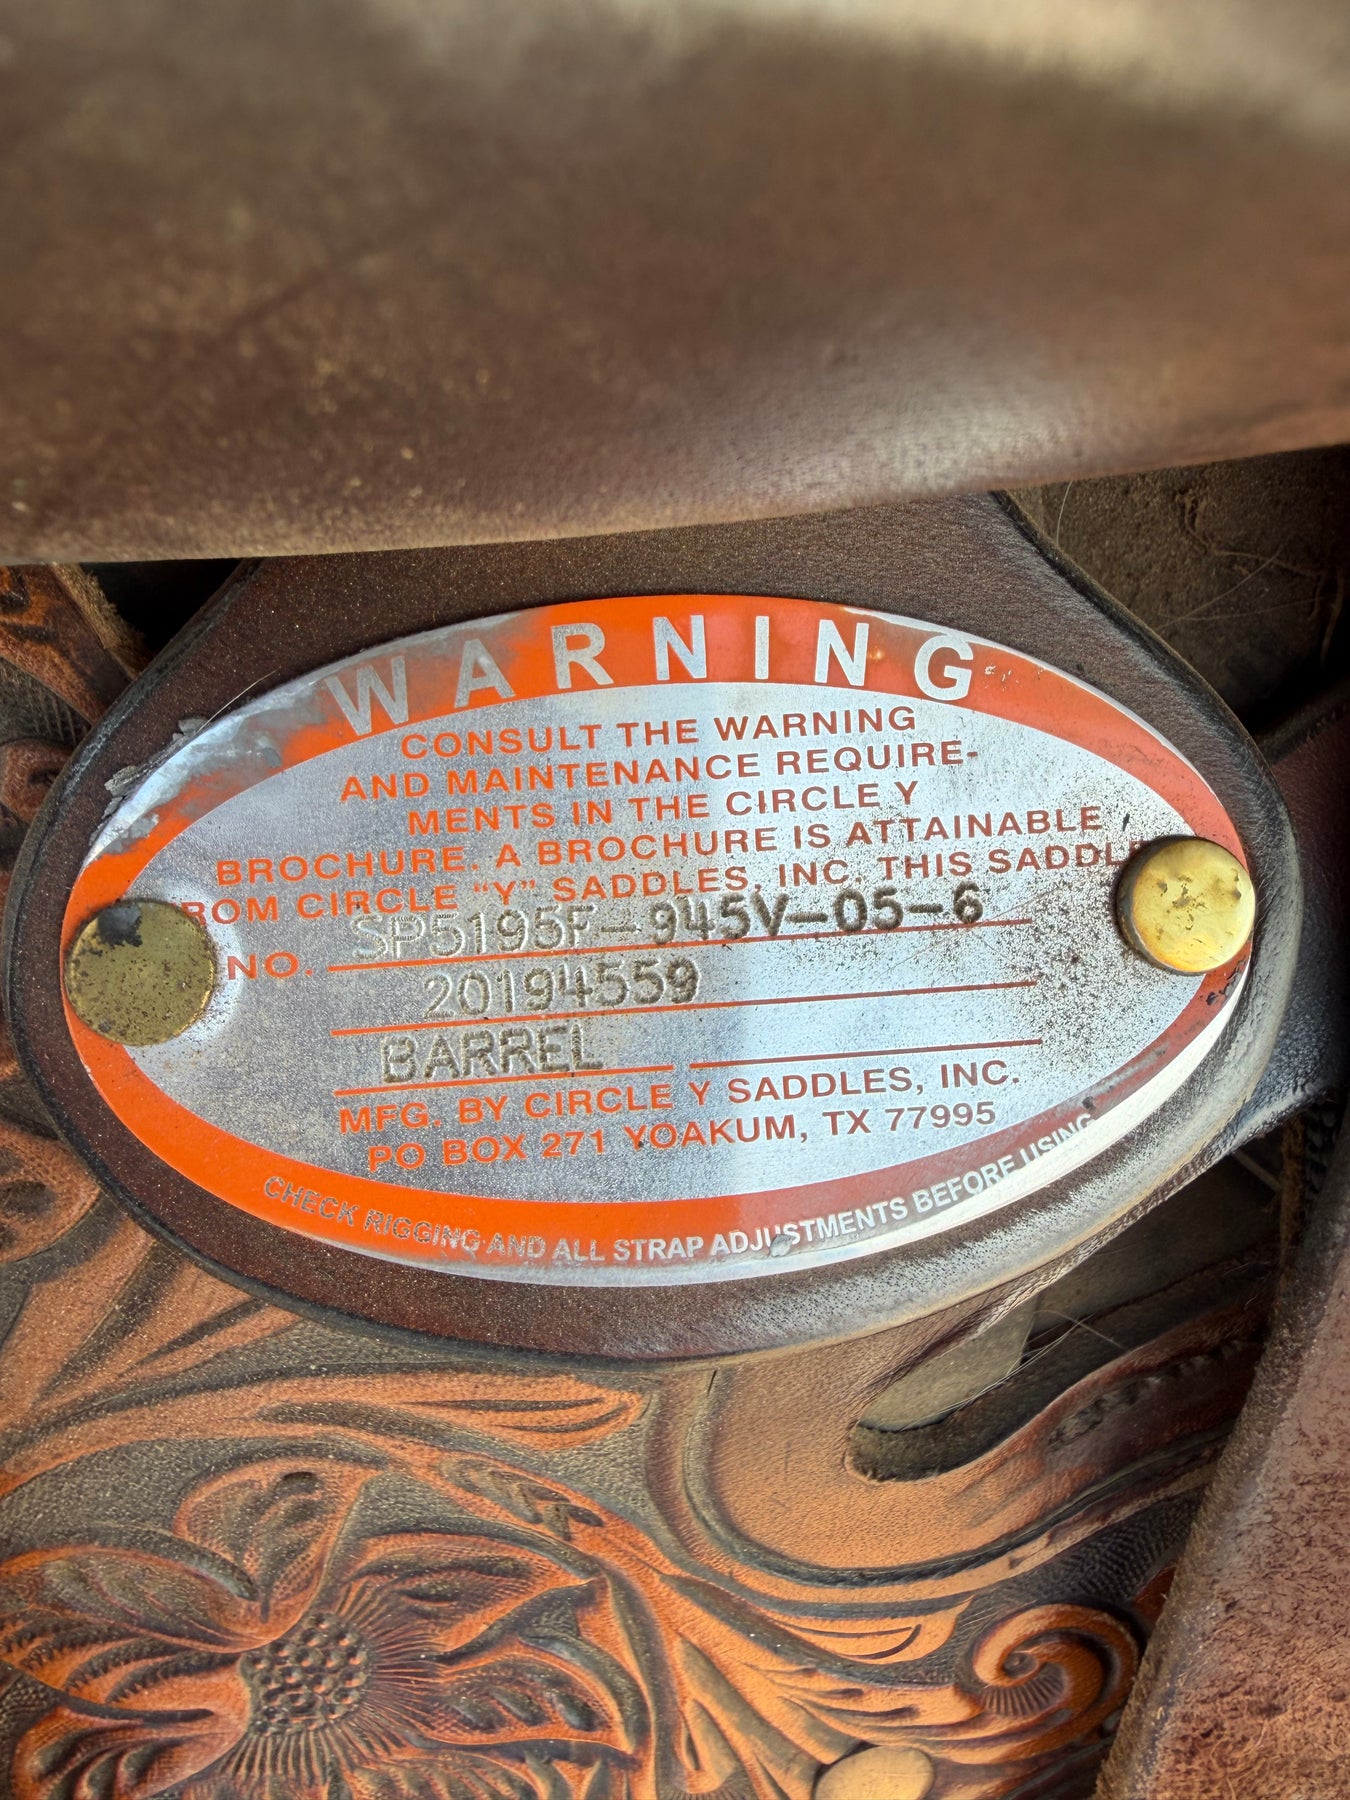 WARNING
CONSULT THE WARNING
AND MAINTENANCE REQUIRE-
MENTS IN THE CIRCLE Y
BROCHURE. A BROCHURE IS ATTAINABLE
ROM CIRCLE "Y" SADDLES, INC. THIS SADDLE
NO. SP5195F-945V-05-6
20194559
BARREL
MFG. BY CIRCLE Y SADDLES, INC.
PO BOX 271 YOAKUM, TX 77995
CHECK RIGGING AND ALL STRAP ADJUSTMENTS BEFORE USING